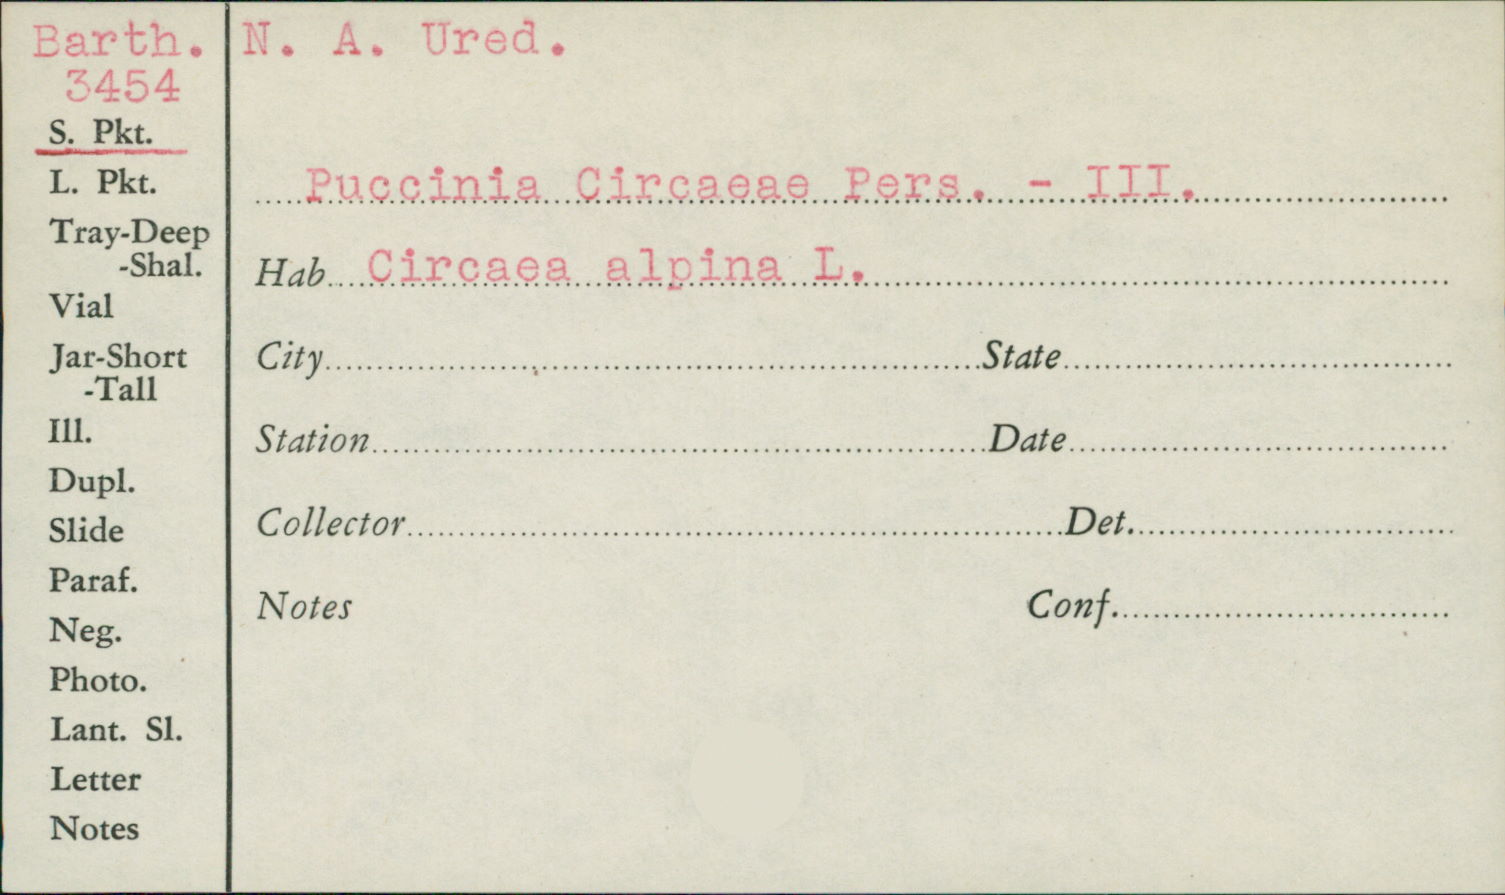 Barth. N. A. Ured.
3454
S. Pkt.
L. Pkt.
Tray-Deep
-Shal.
Vial
Jar-Short
-Tall
Ill.
Dupl.
Slide
Paraf.
Neg.
Photo.
Lant. Sl.
Letter
Notes
Puccinia Circaeae Pers. - III.
Hab. Circaea alpina L.
City State
Station Date
Collector Det.
Notes Conf.